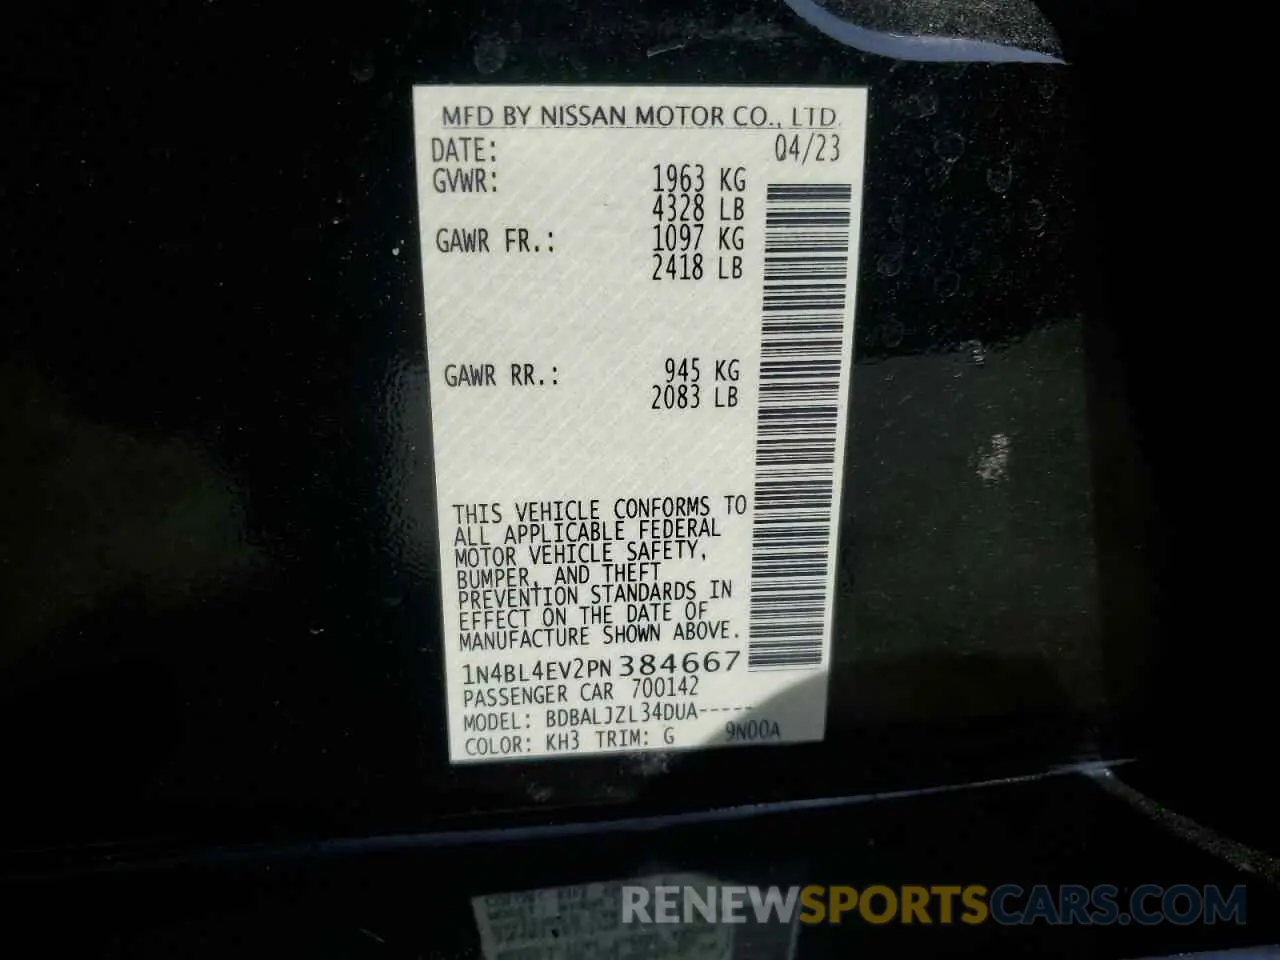 MFD BY NISSAN MOTOR CO., LTD.
DATE: 04/23
GVWR: 1963 KG
4328 LB
GAWR FR.: 1097 KG
2418 LB
GAWR RR.: 945 KG
2083 LB
THIS VEHICLE CONFORMS TO
ALL APPLICABLE FEDERAL
MOTOR VEHICLE SAFETY,
BUMPER, AND THEFT
PREVENTION STANDARDS IN
EFFECT ON THE DATE OF
MANUFACTURE SHOWN ABOVE.
1N4BL4EV2PN384667
PASSENGER CAR 700142
MODEL: BDBALJZL34DUA-----
COLOR: KH3 TRIM: G 9N00A
RENEWSPORTSCARS.COM